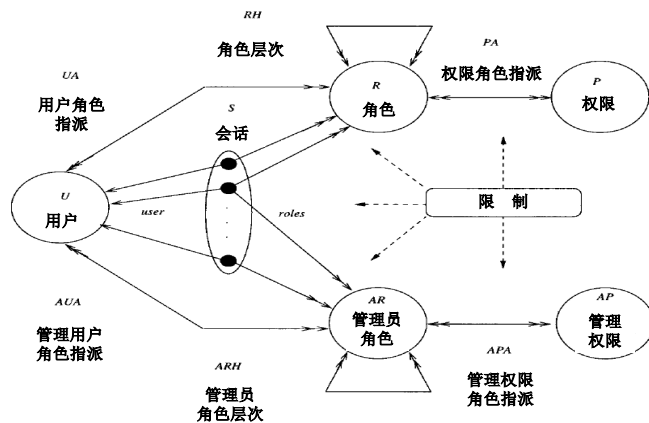 RH
角色层次
PA
权限角色指派
UA
用户角色
指派
S
会话
R
角色
P
权限
U
用户
user
roles
限 制
AUA
管理用户
角色指派
AR
管理员
角色
AP
管理
权限
ARH
管理员
角色层次
APA
管理权限
角色指派